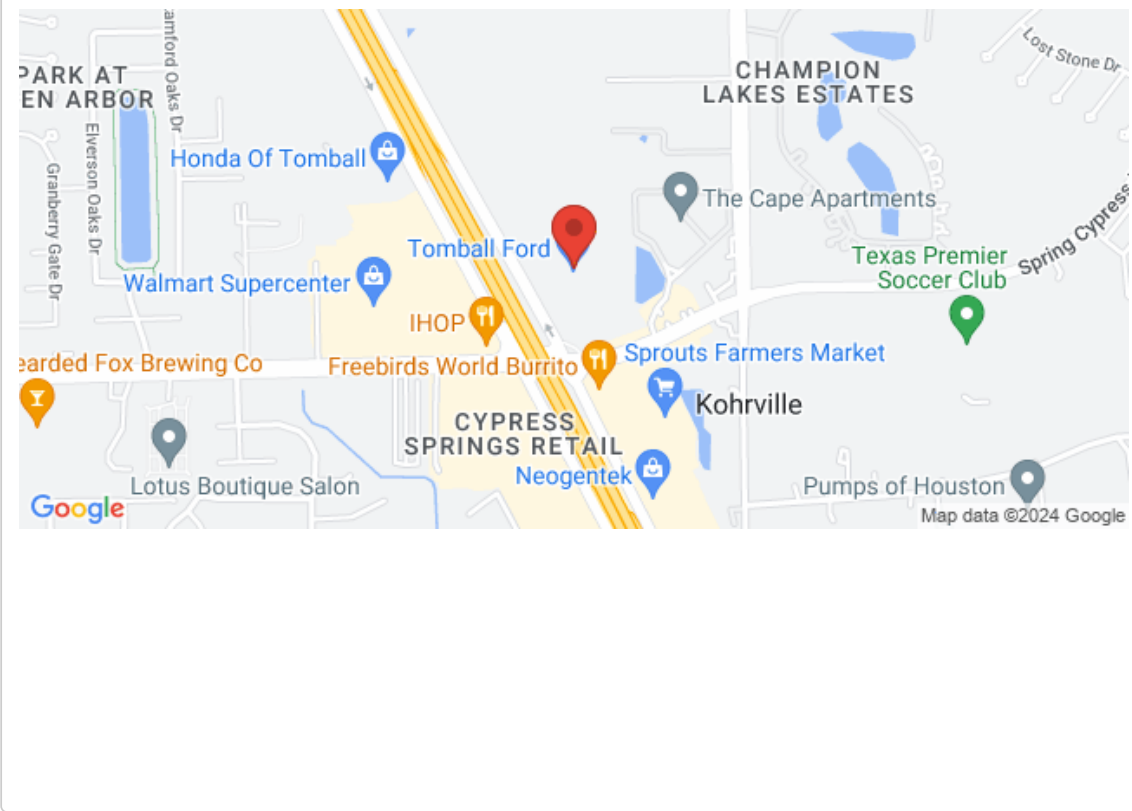 PARK AT
EN ARBOR
amford Oaks Dr
Elverson Oaks Dr
Granberry Gate Dr
Honda Of Tomball
CHAMPION
LAKES ESTATES
Lost Stone Dr
The Cape Apartments
Tomball Ford
Walmart Supercenter
Texas Premier
Soccer Club
Spring Cypress
IHOP
earded Fox Brewing Co
Freebirds World Burrito
Sprouts Farmers Market
Kohrville
CYPRESS
SPRINGS RETAIL
Neogentek
Lotus Boutique Salon
Pumps of Houston
Google
Map data ©2024 Google